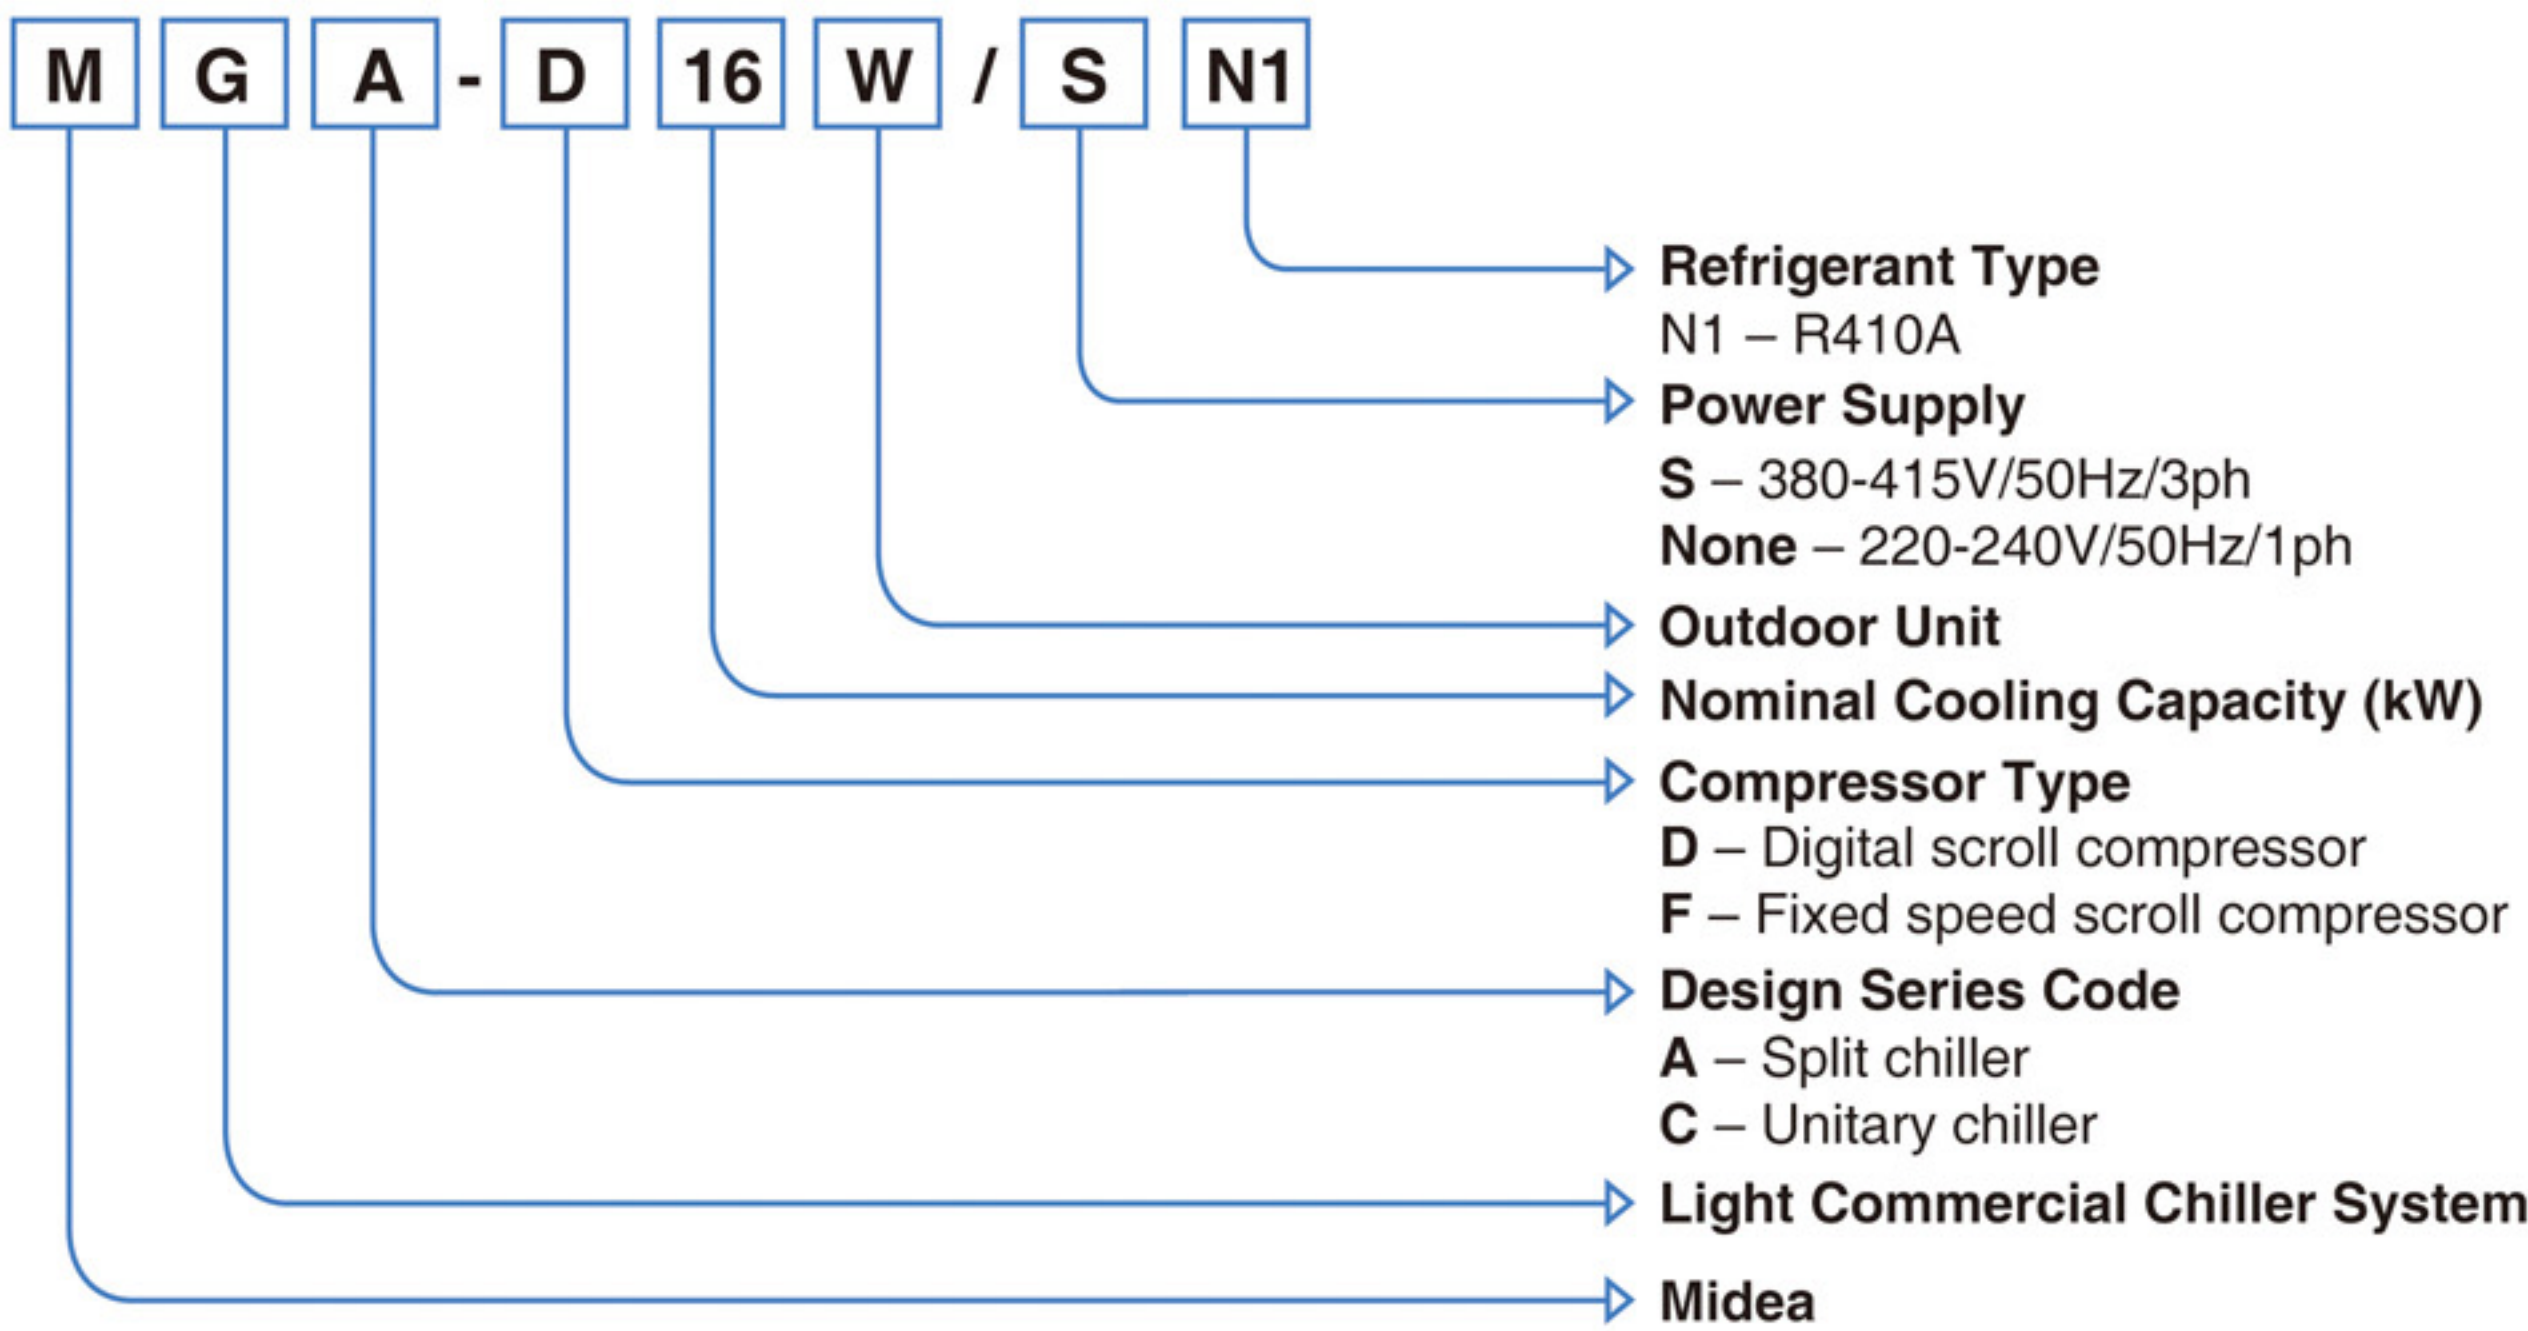 M G A - D 16 W / S N1
Refrigerant Type
N1 – R410A
Power Supply
S – 380-415V/50Hz/3ph
None – 220-240V/50Hz/1ph
Outdoor Unit
Nominal Cooling Capacity (kW)
Compressor Type
D – Digital scroll compressor
F – Fixed speed scroll compressor
Design Series Code
A – Split chiller
C – Unitary chiller
Light Commercial Chiller System
Midea